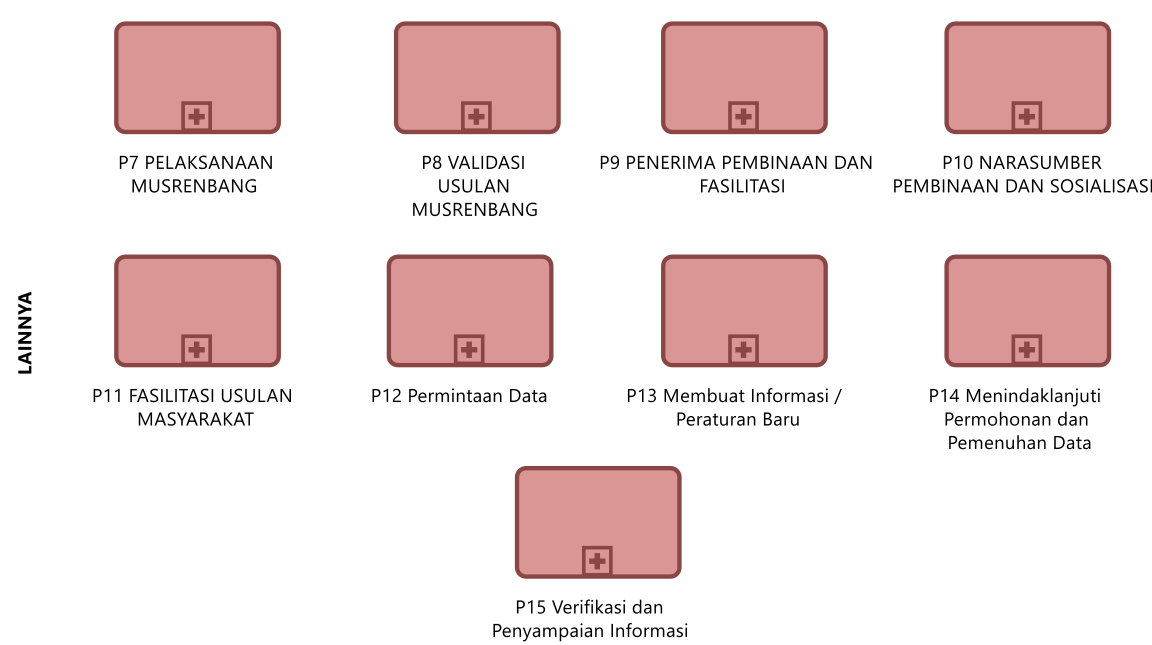 P7 PELAKSANAAN
MUSRENBANG
P8 VALIDASI
USULAN
MUSRENBANG
P9 PENERIMA PEMBINAAN DAN
FASILITASI
P10 NARASUMBER
PEMBINAAN DAN SOSIALISASI
LAINNYA
P11 FASILITASI USULAN
MASYARAKAT
P12 Permintaan Data
P13 Membuat Informasi /
Peraturan Baru
P14 Menindaklanjuti
Permohonan dan
Pemenuhan Data
P15 Verifikasi dan
Penyampaian Informasi